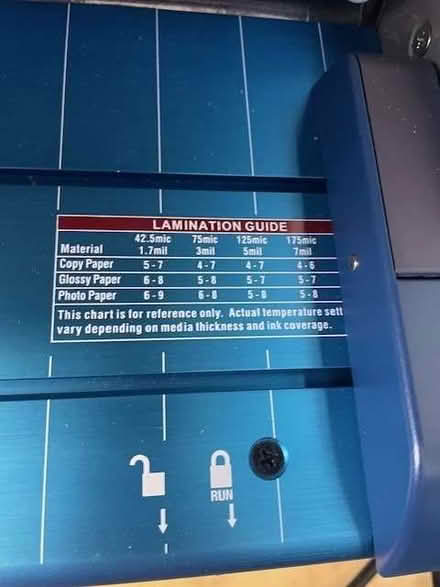 LAMINATION GUIDE
42.5mic 75mic 125mic 175mic
Material 1.7mil 3mil 5mil 7mil
Copy Paper 5-7 4-7 4-7 4-6
Glossy Paper 6-8 5-8 5-7 5-7
Photo Paper 6-9 6-8 5-8 5-8
This chart is for reference only. Actual temperature sett
vary depending on media thickness and ink coverage.
RUN